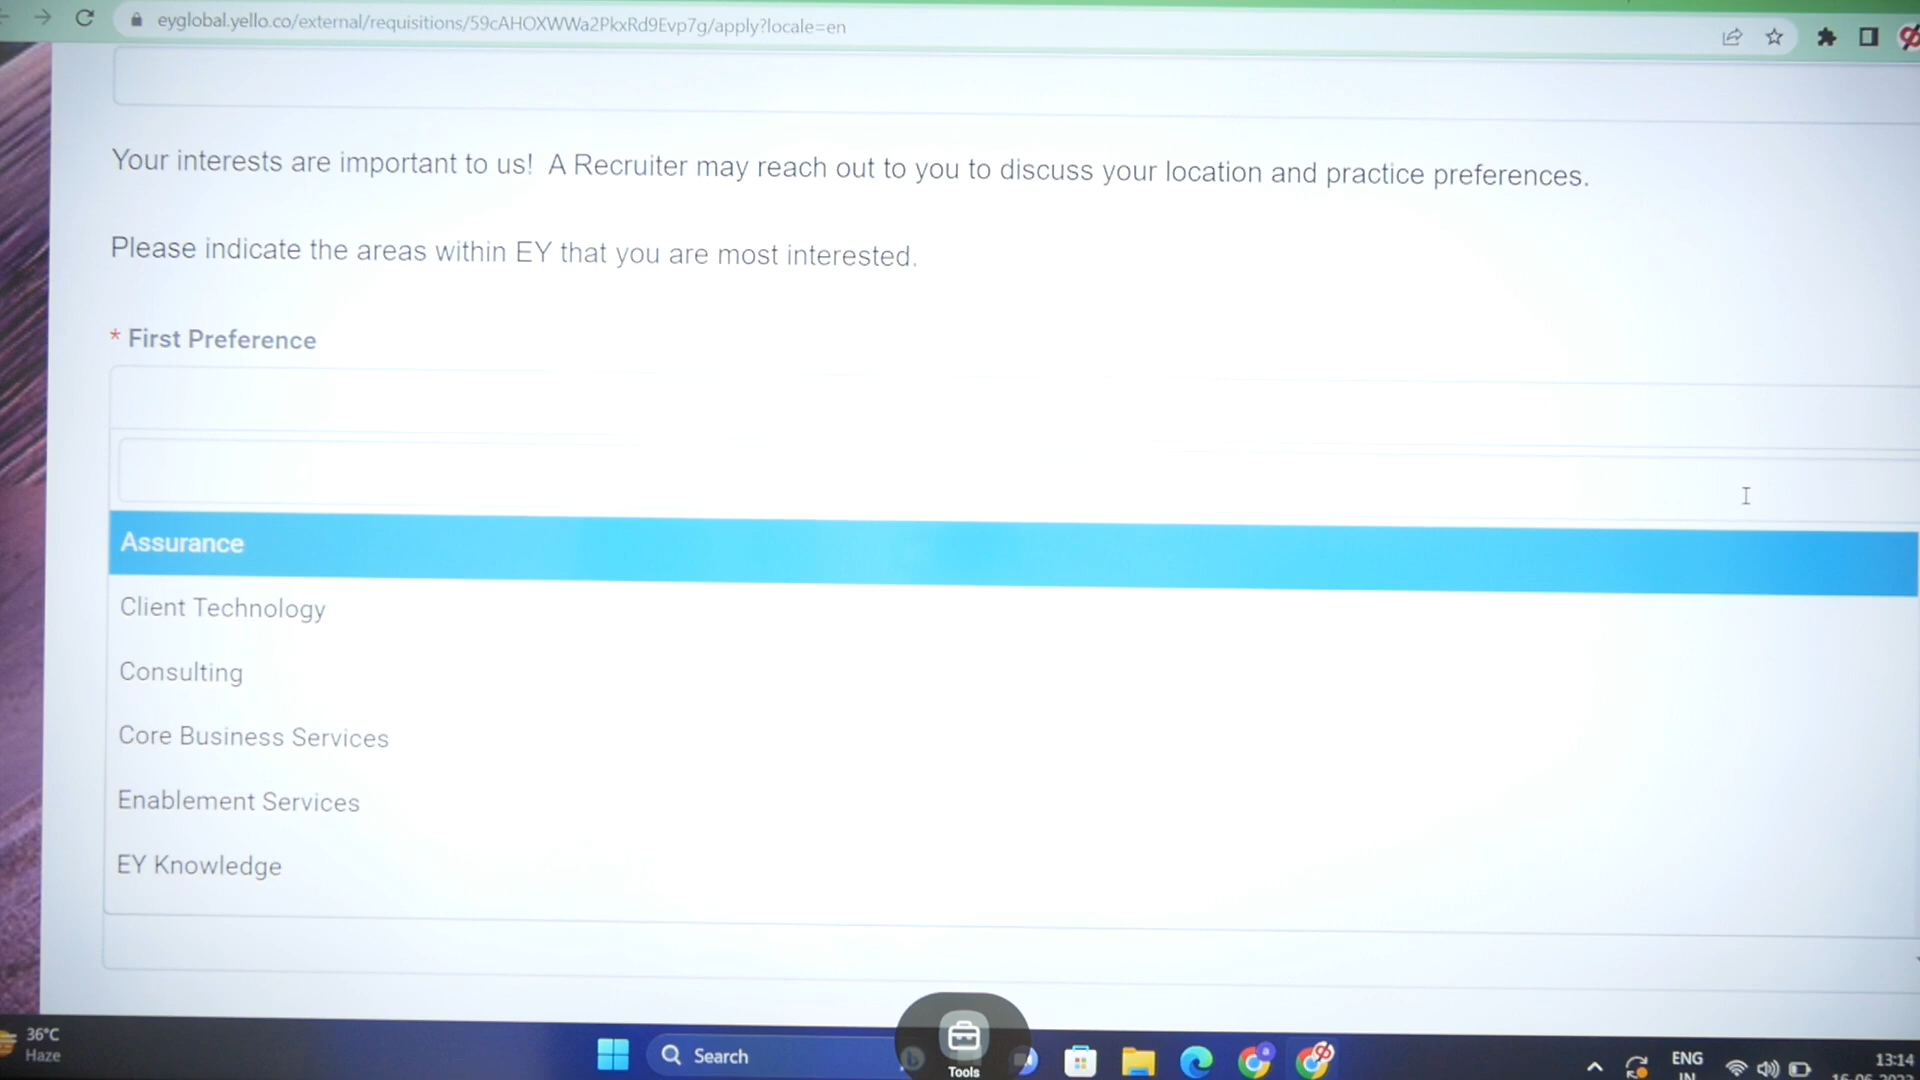 eyglobal.yello.co/external/requisitions/59cAHOXWWa2PkxRd9Evp7g/apply?locale=en
Your interests are important to us! A Recruiter may reach out to you to discuss your location and practice preferences.
Please indicate the areas within EY that you are most interested.
* First Preference
Assurance
Client Technology
Consulting
Core Business Services
Enablement Services
EY Knowledge
36°C
Haze
Search
Tools
ENG
IN
13:14